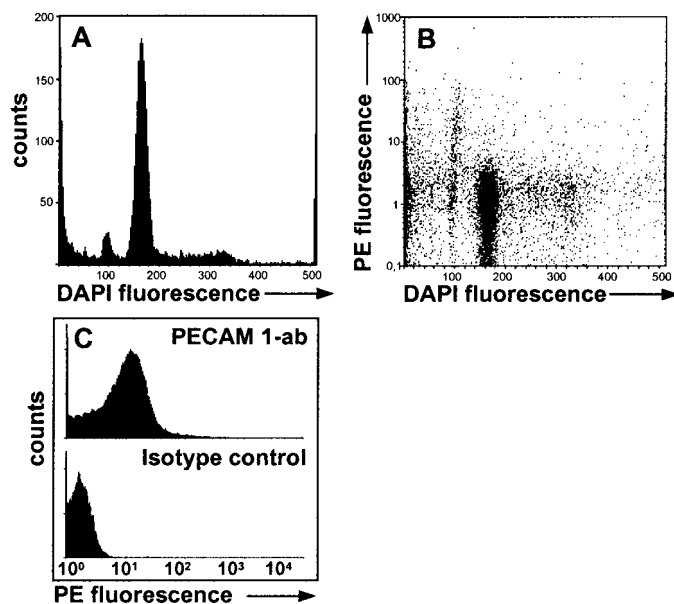 A
200
150
100
50
counts
100 200 300 400 500
DAPI fluorescence
B
1000
100
10
1
0,1
PE fluorescence
100 200 300 400 500
DAPI fluorescence
C
PECAM 1-ab
Isotype control
counts
10⁰ 10¹ 10² 10³ 10⁴
PE fluorescence